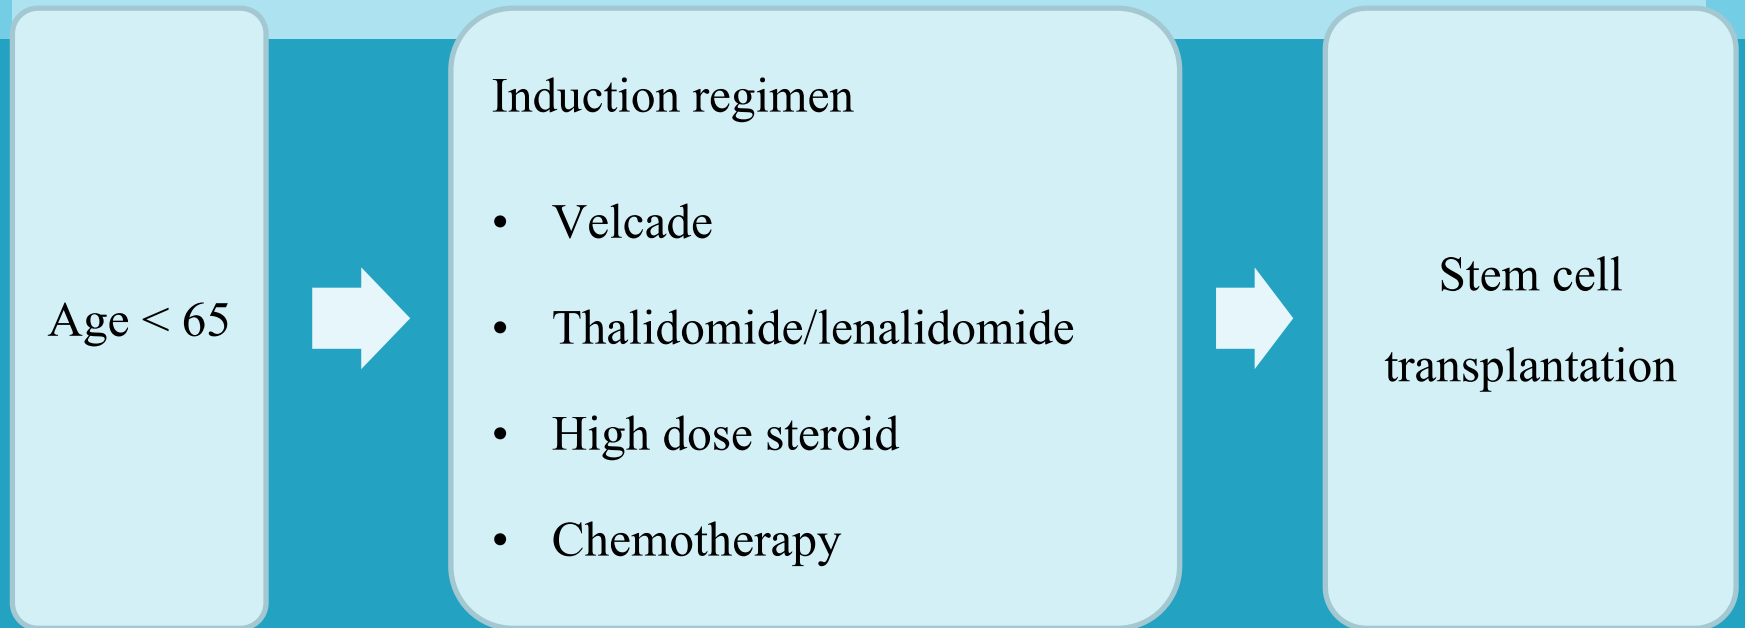 Age < 65
Induction regimen
• Velcade
• Thalidomide/lenalidomide
• High dose steroid
• Chemotherapy
Stem cell
transplantation